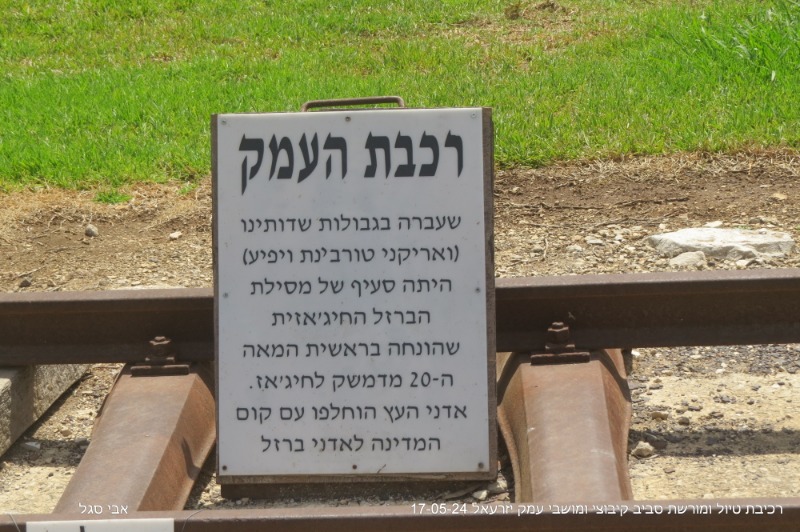 רכבת העמק
שעברה בגבולות שדותינו
(ואריקני טורבינת ויפיע)
היתה סעיף של מסילת
הברזל החיג'אזית
שהונחה בראשית המאה
ה-20 מדמשק לחיג'אז.
אדני העץ הוחלפו עם קום
המדינה לאדני ברזל
רכיבת טיול ומורשת סביב קיבוצי ומושבי עמק יזרעאל 17-05-24
אבי סגל